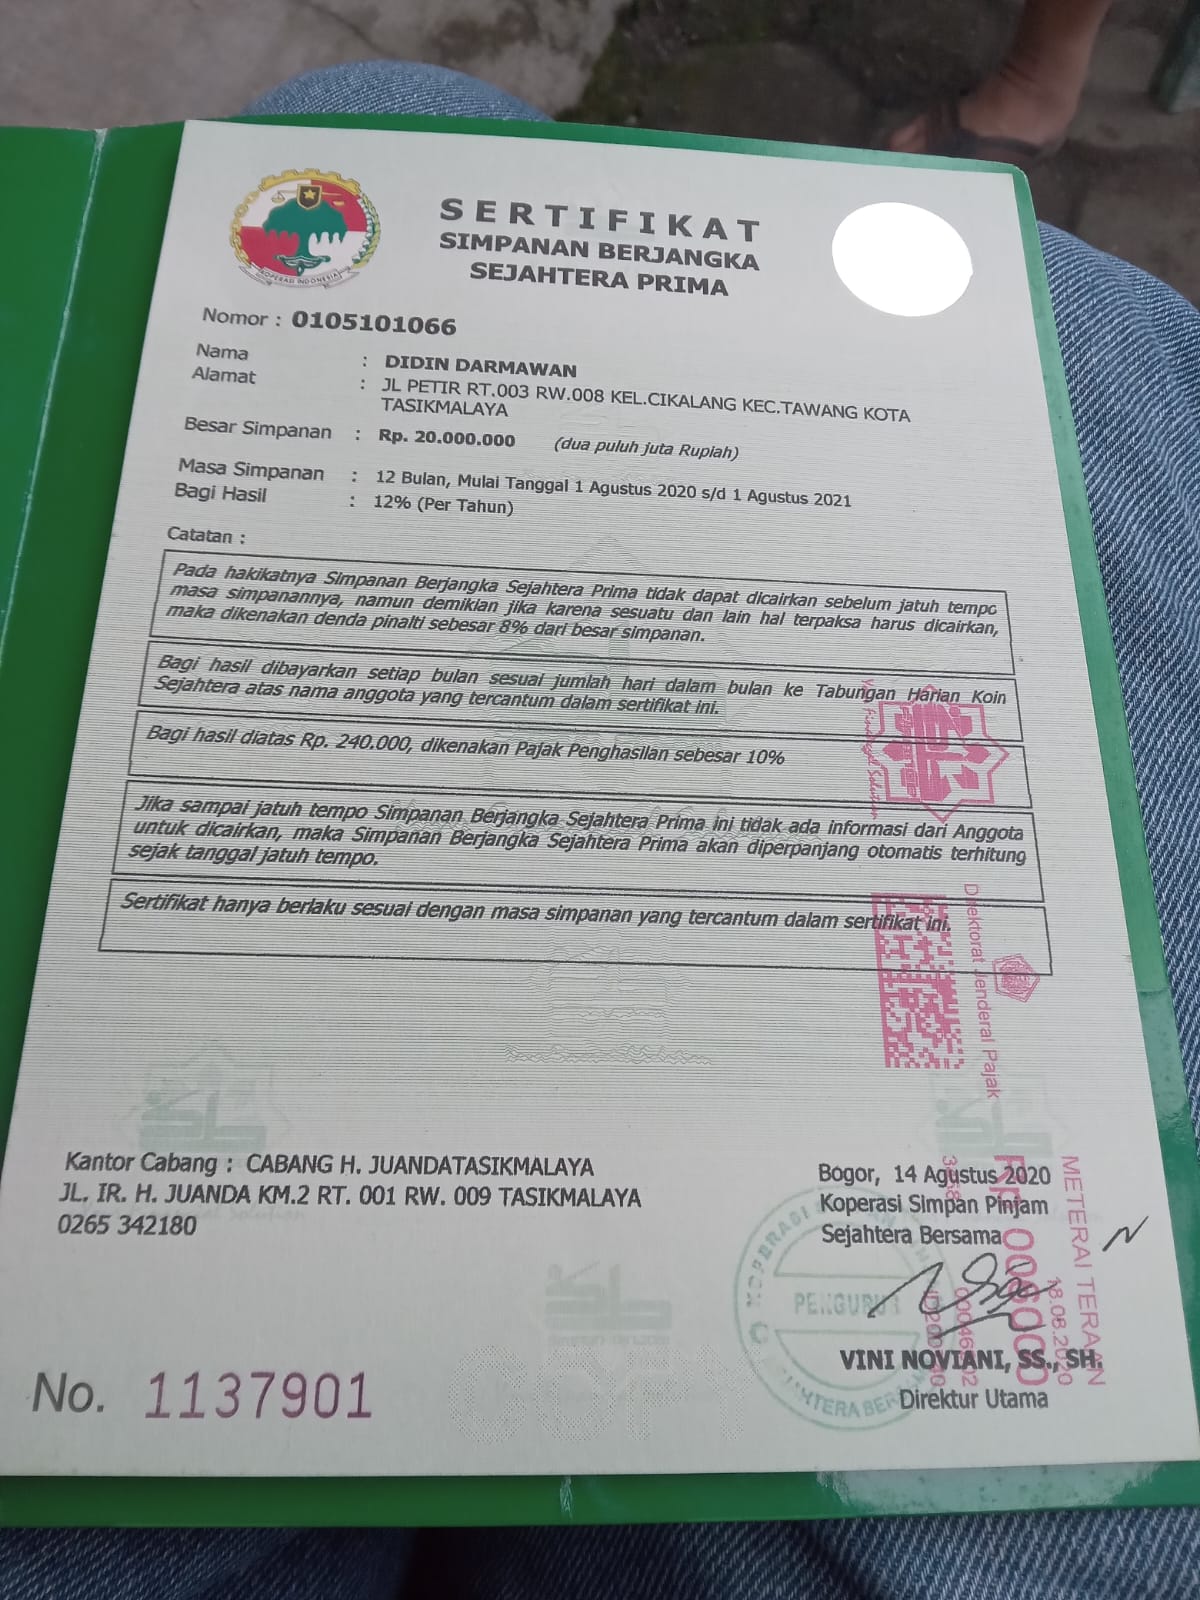 KOPERASI INDONESIA
SERTIFIKAT
SIMPANAN BERJANGKA
SEJAHTERA PRIMA
Nomor : 0105101066
Nama : DIDIN DARMAWAN
Alamat : JL PETIR RT.003 RW.008 KEL.CIKALANG KEC.TAWANG KOTA
TASIKMALAYA
Besar Simpanan : Rp. 20.000.000 (dua puluh juta Rupiah)
Masa Simpanan : 12 Bulan, Mulai Tanggal 1 Agustus 2020 s/d 1 Agustus 2021
Bagi Hasil : 12% (Per Tahun)
Catatan :
Pada hakikatnya Simpanan Berjangka Sejahtera Prima tidak dapat dicairkan sebelum jatuh tempo
masa simpanannya, namun demikian jika karena sesuatu dan lain hal terpaksa harus dicairkan,
maka dikenakan denda pinalti sebesar 8% dari besar simpanan.
Bagi hasil dibayarkan setiap bulan sesuai jumlah hari dalam bulan ke Tabungan Harian Koin
Sejahtera atas nama anggota yang tercantum dalam sertifikat ini.
Bagi hasil diatas Rp. 240.000, dikenakan Pajak Penghasilan sebesar 10%
Jika sampai jatuh tempo Simpanan Berjangka Sejahtera Prima ini tidak ada informasi dari Anggota
untuk dicairkan, maka Simpanan Berjangka Sejahtera Prima akan diperpanjang otomatis terhitung
sejak tanggal jatuh tempo.
Sertifikat hanya berlaku sesuai dengan masa simpanan yang tercantum dalam sertifikat ini.
Direktorat Jenderal Pajak
METERAI TERAAN
18.08.2020
Kantor Cabang : CABANG H. JUANDATASIKMALAYA
JL. IR. H. JUANDA KM.2 RT. 001 RW. 009 TASIKMALAYA
0265 342180
Bogor, 14 Agustus 2020
Koperasi Simpan Pinjam
Sejahtera Bersama
PENGURUS
VINI NOVIANI, SS., SH.
Direktur Utama
No. 1137901
COPY